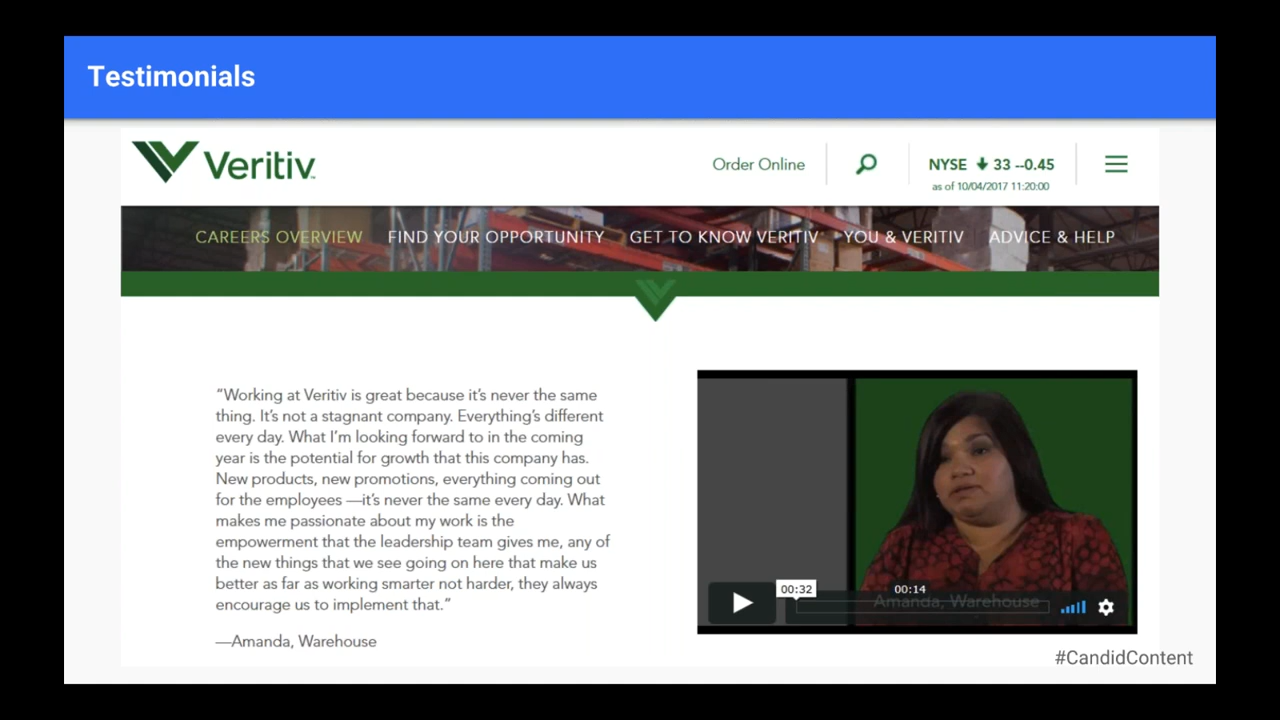 Testimonials
Veritiv™
Order Online
NYSE 33 --0.45
as of 10/04/2017 11:20:00
CAREERS OVERVIEW FIND YOUR OPPORTUNITY GET TO KNOW VERITIV YOU & VERITIV ADVICE & HELP
“Working at Veritiv is great because it’s never the same
thing. It’s not a stagnant company. Everything’s different
every day. What I’m looking forward to in the coming
year is the potential for growth that this company has.
New products, new promotions, everything coming out
for the employees —it’s never the same every day. What
makes me passionate about my work is the
empowerment that the leadership team gives me, any of
the new things that we see going on here that make us
better as far as working smarter not harder, they always
encourage us to implement that.”
—Amanda, Warehouse
00:32
00:14
Amanda, Warehouse
#CandidContent